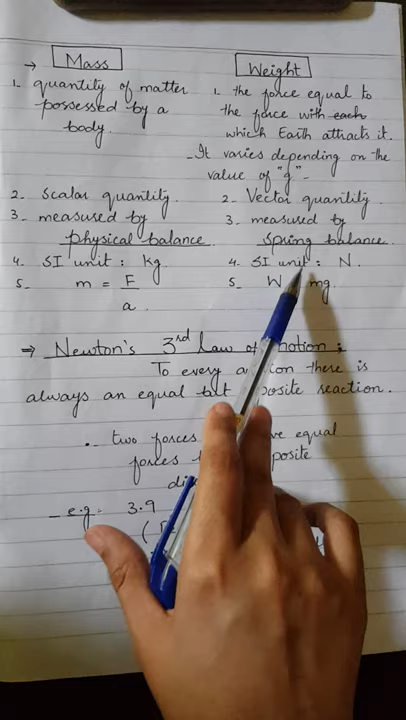 → Mass
1. quantity of matter
possessed by a
body.
2. Scalar quantity.
3. measured by
physical balance
4. SI unit : kg
5. m = F
a.
Weight
1. the force equal to
the force with each
which Earth attracts it.
- It varies depending on the
value of "g" -
2. Vector quantity.
3. measured by
spring balance.
4. SI unit : N.
5. W mg.
⇒ Newton's 3rd Law of motion :
To every action there is
always an equal but opposite reaction.
• two forces equal
forces
- e.g. 3.9